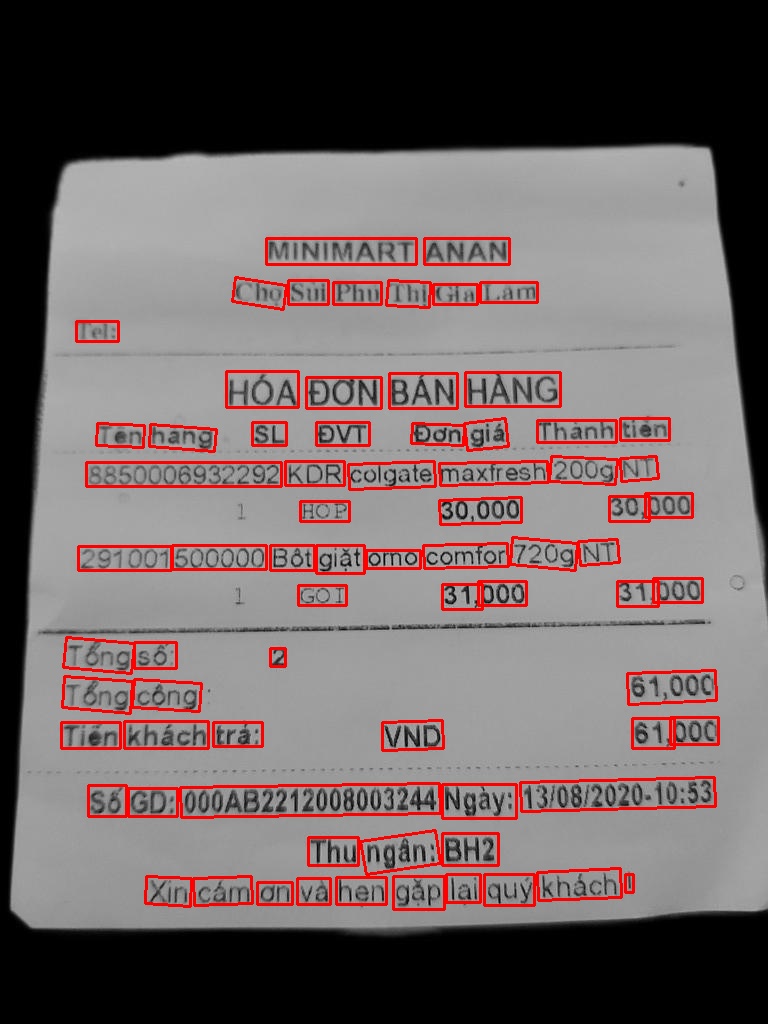 MINIMART ANAN
Chợ Sủi Phú Thị Gia Lâm
Tel:
HÓA ĐƠN BÁN HÀNG
Tên hàng SL ĐVT Đơn giá Thành tiền
8850006932292 KDR colgate maxfresh 200g NT
1 HOP 30,000 30,000
291001500000 Bột giặt omo comfor 720g NT
1 GOI 31,000 31,000
Tổng số: 2
Tổng cộng : 61,000
Tiền khách trả: VND 61,000
Số GD: 000AB2212008003244 Ngày: 13/08/2020-10:53
Thu ngân: BH2
Xin cám ơn và hẹn gặp lại quý khách !